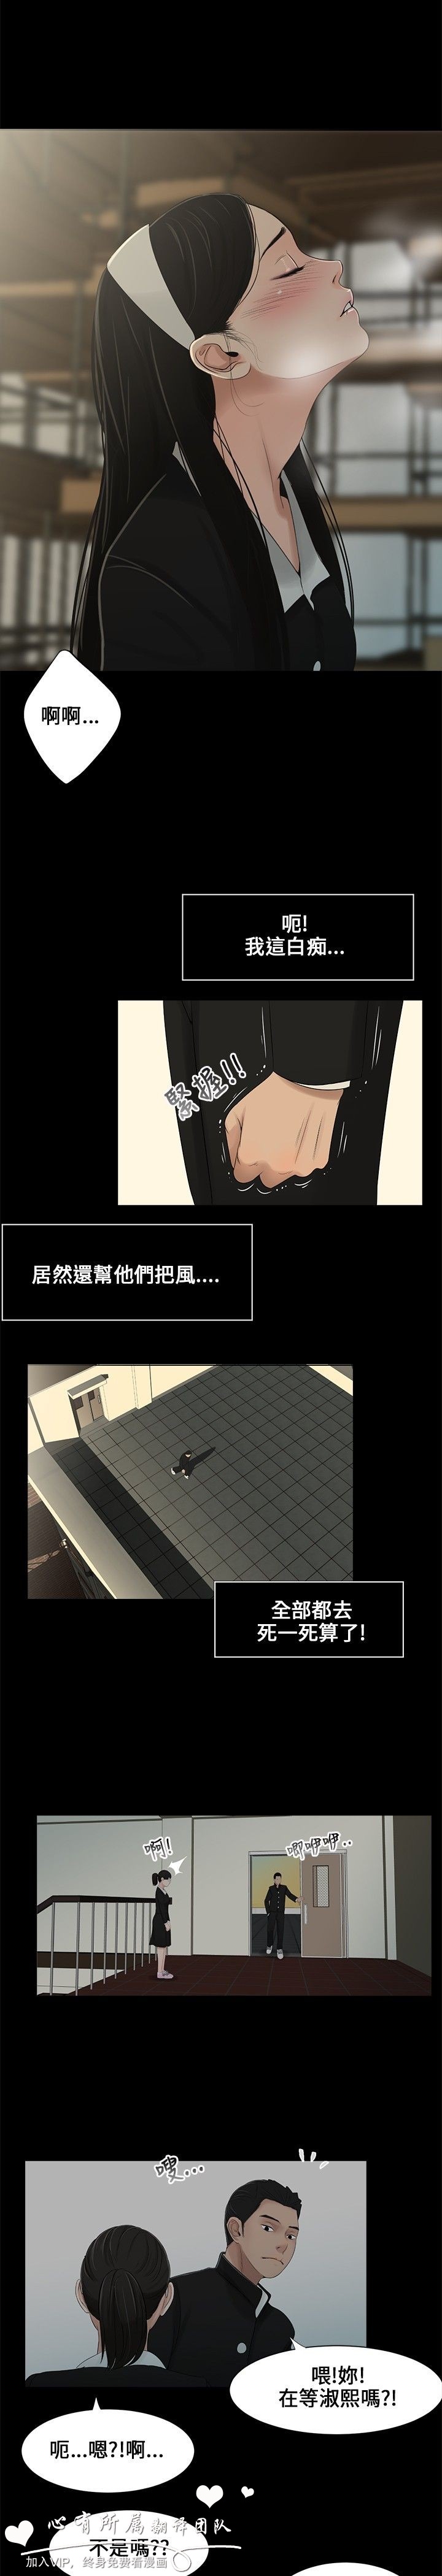 啊啊...
呃!
我這白痴...
緊握!!
居然還幫他們把風....
全部都去
死一死算了!
啊!
唧咿咿..
嗖...
喂!妳!
在等淑熙嗎?!
呃...嗯?!啊...
心有所属翻译团队
不是嗎??
加入VIP，终身免费看漫画